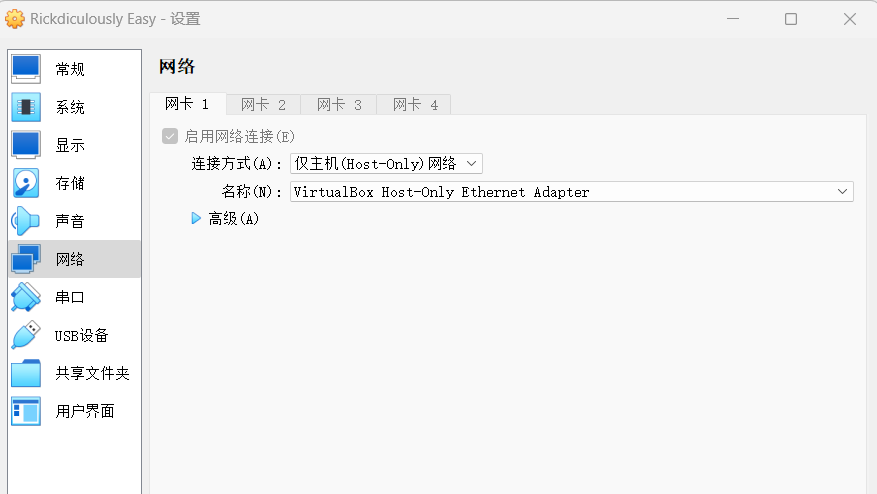 Rickdiculously Easy - 设置
常规
系统
显示
存储
声音
网络
串口
USB设备
共享文件夹
用户界面
网络
网卡 1 网卡 2 网卡 3 网卡 4
启用网络连接(E)
连接方式(A): 仅主机(Host-Only)网络
名称(N): VirtualBox Host-Only Ethernet Adapter
高级(A)